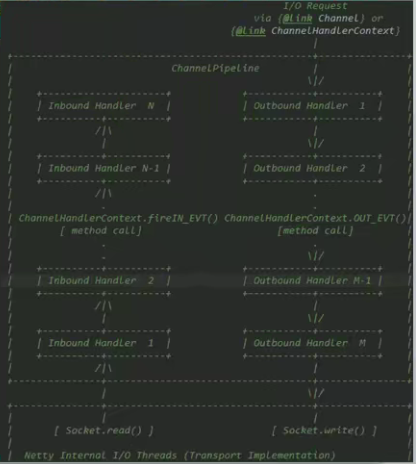 I/O Request
via {@link Channel} or
{@link ChannelHandlerContext}
ChannelPipeline
Inbound Handler N
Outbound Handler 1
Inbound Handler N-1
Outbound Handler 2
ChannelHandlerContext.fireIN_EVT() ChannelHandlerContext.OUT_EVT()
[ method call] [method call]
Inbound Handler 2
Outbound Handler M-1
Inbound Handler 1
Outbound Handler M
[ Socket.read() ] [ Socket.write() ]
Netty Internal I/O Threads (Transport Implementation)